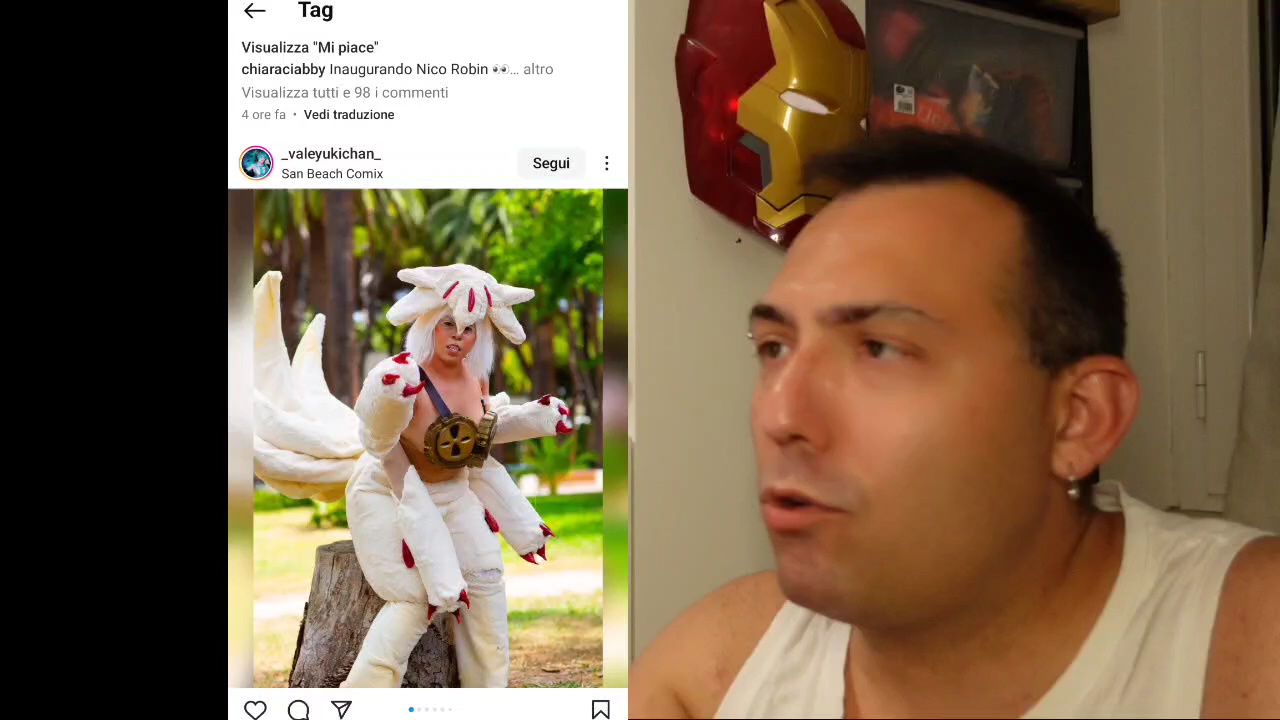 Tag
Visualizza "Mi piace"
chiaraciabby Inaugurando Nico Robin 👀... altro
Visualizza tutti e 98 i commenti
4 ore fa • Vedi traduzione
_valeyukichan_
Segui
San Beach Comix